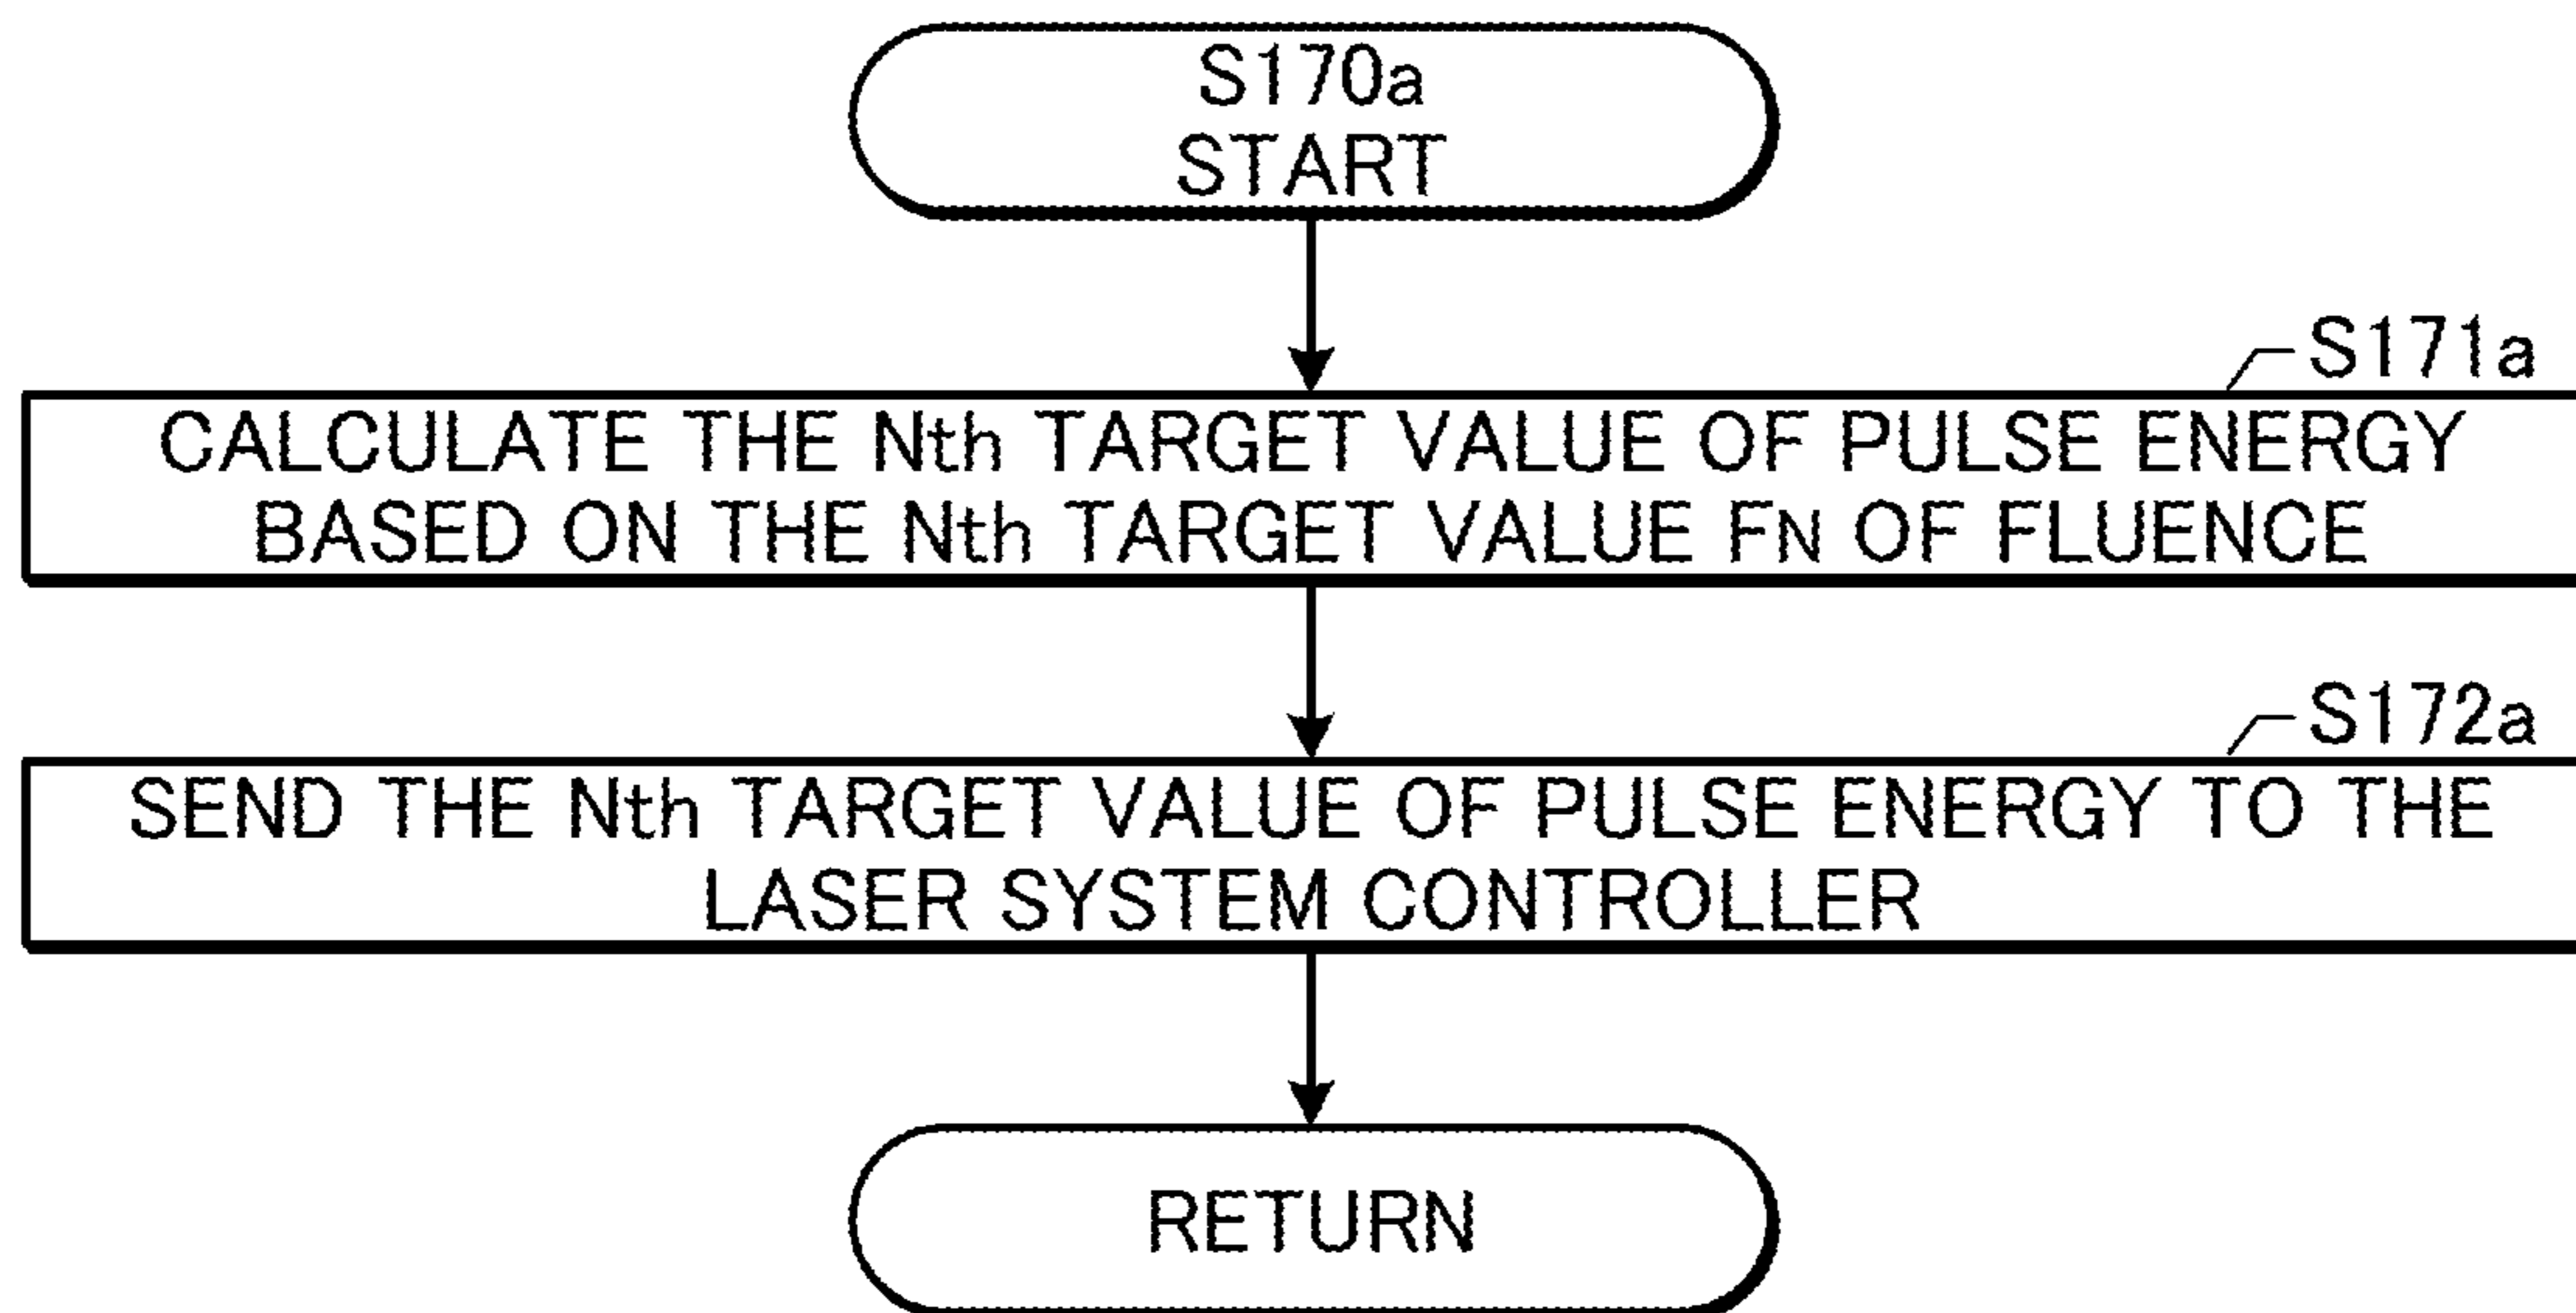 S170a
START
S171a
CALCULATE THE Nth TARGET VALUE OF PULSE ENERGY
BASED ON THE Nth TARGET VALUE FN OF FLUENCE
S172a
SEND THE Nth TARGET VALUE OF PULSE ENERGY TO THE
LASER SYSTEM CONTROLLER
RETURN